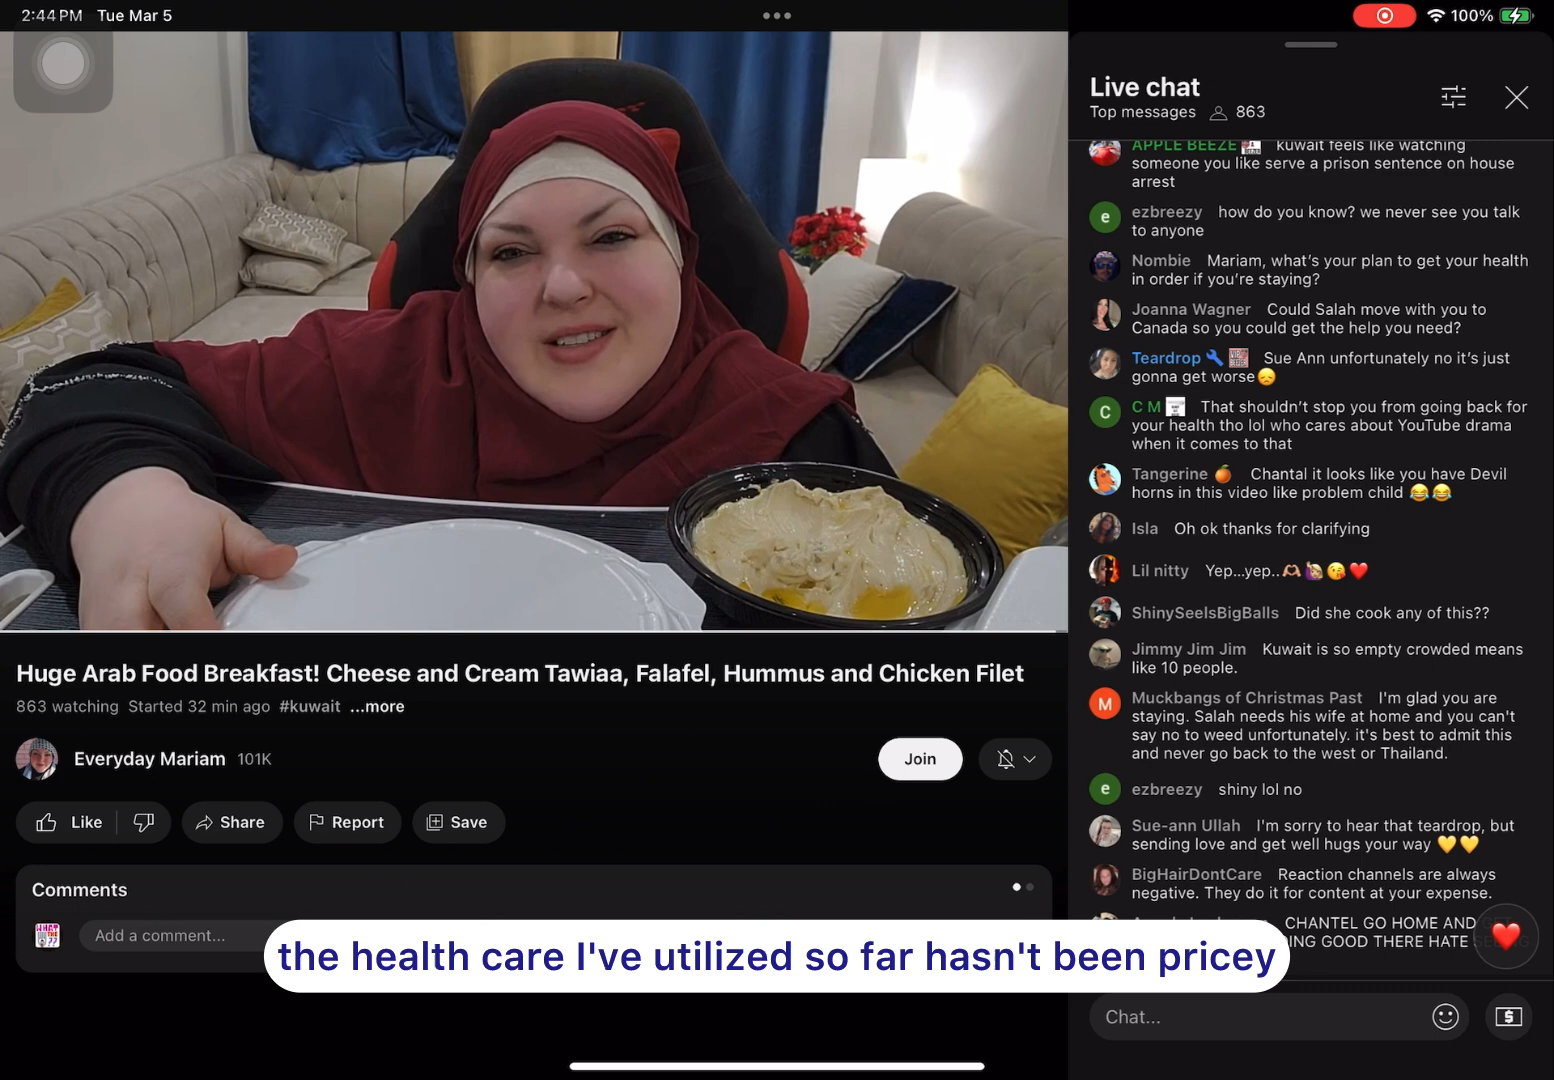 2:44 PM Tue Mar 5
100%
Live chat
Top messages 863
APPLE BEEZE kuwait feels like watching
someone you like serve a prison sentence on house
arrest
ezbreezy how do you know? we never see you talk
to anyone
Nombie Mariam, what's your plan to get your health
in order if you're staying?
Joanna Wagner Could Salah move with you to
Canada so you could get the help you need?
Teardrop Sue Ann unfortunately no it's just
gonna get worse
C M That shouldn't stop you from going back for
your health tho lol who cares about YouTube drama
when it comes to that
Tangerine Chantal it looks like you have Devil
horns in this video like problem child
Isla Oh ok thanks for clarifying
Lil nitty Yep...yep..
ShinySeelsBigBalls Did she cook any of this??
Jimmy Jim Jim Kuwait is so empty crowded means
like 10 people.
Muckbangs of Christmas Past I'm glad you are
staying. Salah needs his wife at home and you can't
say no to weed unfortunately. it's best to admit this
and never go back to the west or Thailand.
ezbreezy shiny lol no
Sue-ann Ullah I'm sorry to hear that teardrop, but
sending love and get well hugs your way
BigHairDontCare Reaction channels are always
negative. They do it for content at your expense.
CHANTEL GO HOME AND GET
ING GOOD THERE HATE
Chat...
Huge Arab Food Breakfast! Cheese and Cream Tawiaa, Falafel, Hummus and Chicken Filet
863 watching Started 32 min ago #kuwait ...more
Everyday Mariam 101K
Join
Like Share Report Save
Comments
WHAT THE ??
Add a comment...
the health care I've utilized so far hasn't been pricey